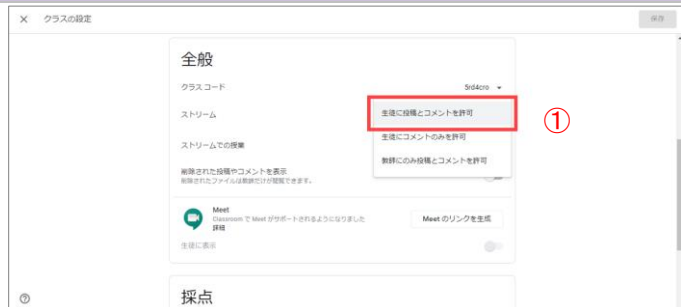 クラスの設定
保存
全般
クラス コード
5rd4cro
ストリーム
生徒に投稿とコメントを許可
①
生徒にコメントのみを許可
ストリームでの授業
教師にのみ投稿とコメントを許可
削除された投稿やコメントを表示
削除されたファイルは教師だけが閲覧できます。
Meet
Classroom で Meet がサポートされるようになりました
詳細
Meet のリンクを生成
生徒に表示
採点